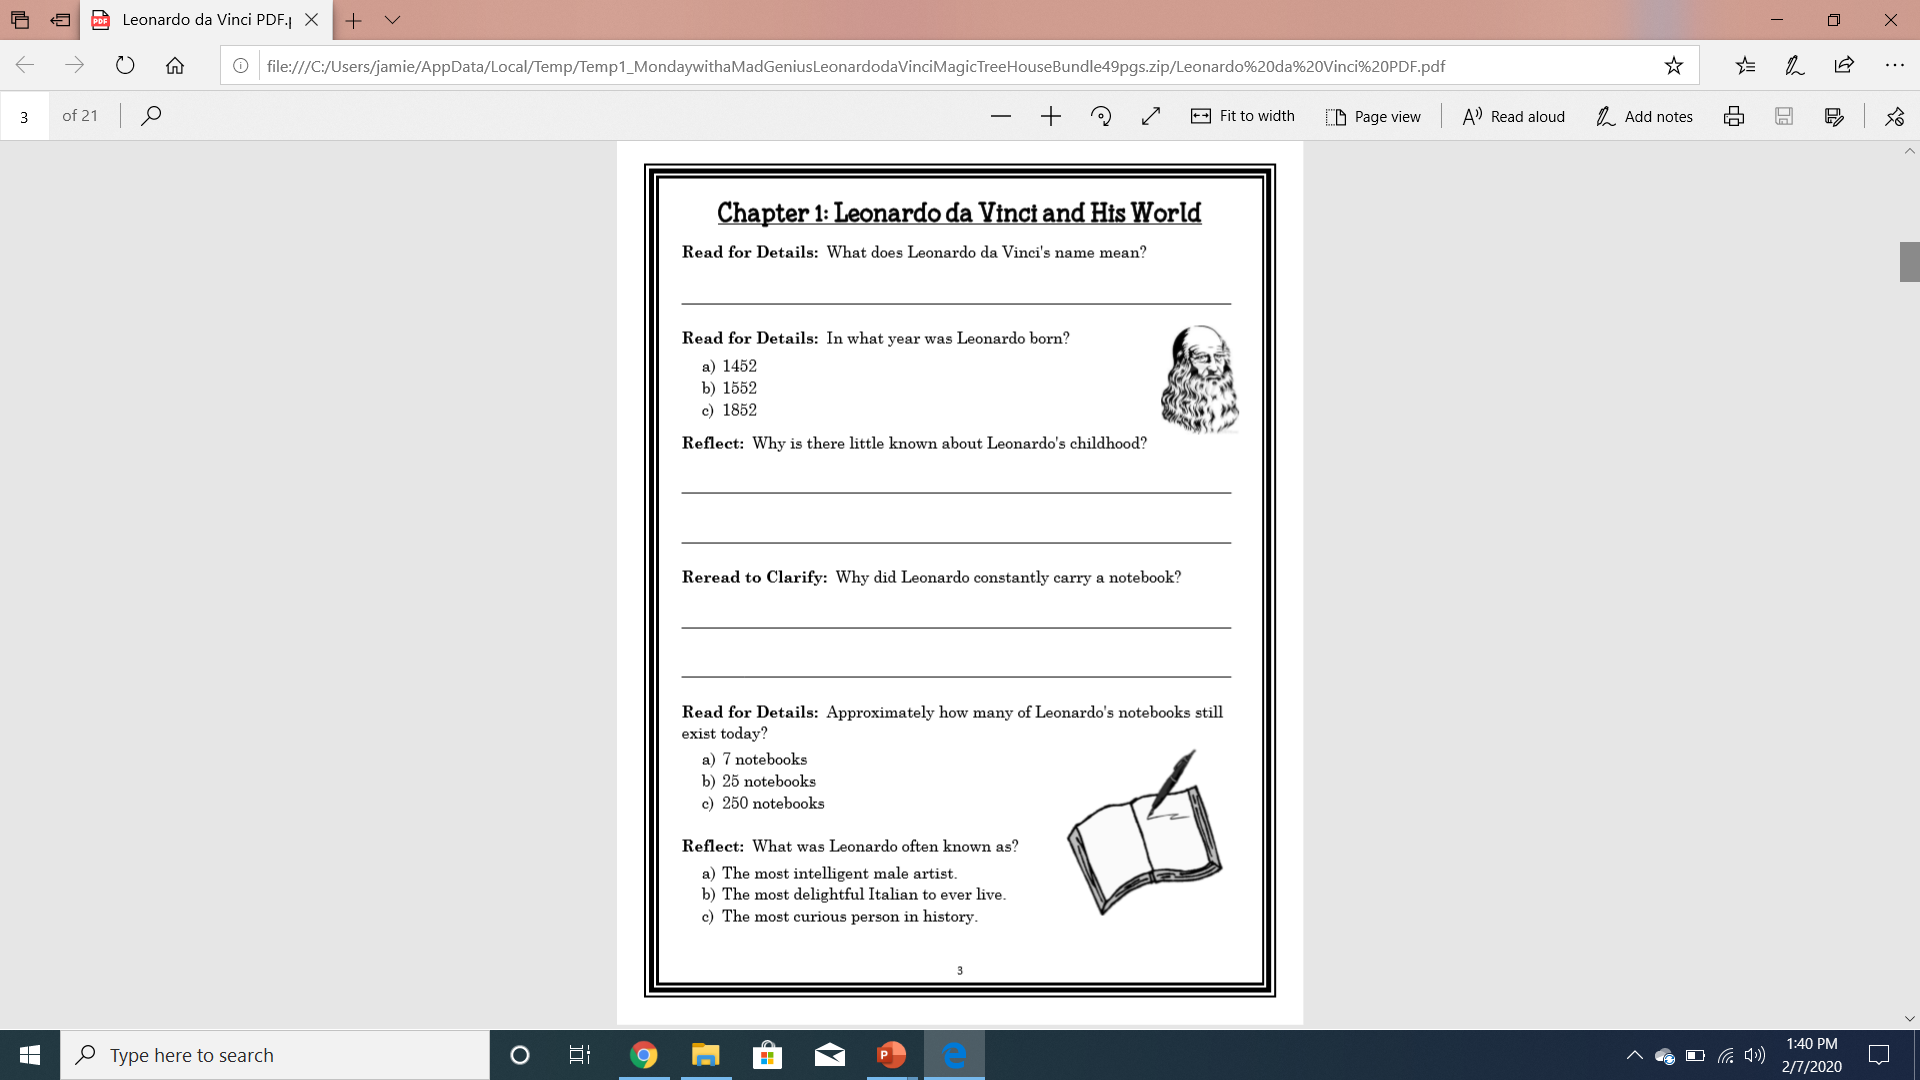 Leonardo da Vinci PDF.p
file:///C:/Users/jamie/AppData/Local/Temp/Temp1_MondaywithaMadGeniusLeonardodaVinciMagicTreeHouseBundle49pgs.zip/Leonardo%20da%20Vinci%20PDF.pdf
3 of 21 Fit to width Page view Read aloud Add notes
Chapter 1: Leonardo da Vinci and His World
Read for Details: What does Leonardo da Vinci's name mean?
Read for Details: In what year was Leonardo born?
a) 1452
b) 1552
c) 1852
Reflect: Why is there little known about Leonardo's childhood?
Reread to Clarify: Why did Leonardo constantly carry a notebook?
Read for Details: Approximately how many of Leonardo's notebooks still
exist today?
a) 7 notebooks
b) 25 notebooks
c) 250 notebooks
Reflect: What was Leonardo often known as?
a) The most intelligent male artist.
b) The most delightful Italian to ever live.
c) The most curious person in history.
3
Type here to search
1:40 PM
2/7/2020